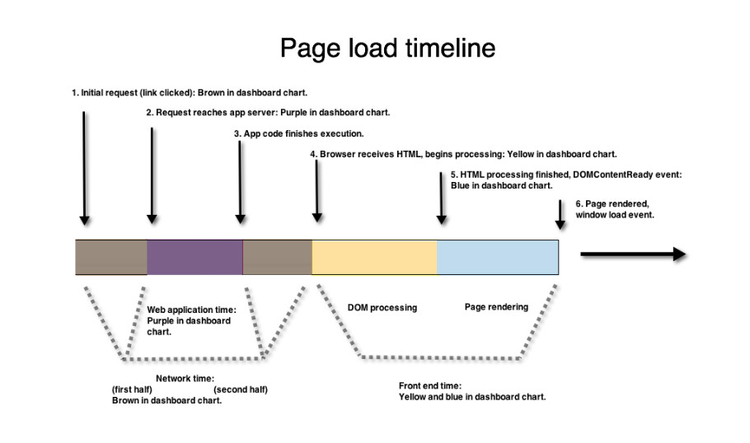 Page load timeline
1. Initial request (link clicked): Brown in dashboard chart.
2. Request reaches app server: Purple in dashboard chart.
3. App code finishes execution.
4. Browser receives HTML, begins processing: Yellow in dashboard chart.
5. HTML processing finished, DOMContentReady event:
Blue in dashboard chart.
6. Page rendered,
window load event.
Web application time:
Purple in dashboard
chart.
DOM processing
Page rendering
Network time:
(first half) (second half)
Brown in dashboard chart.
Front end time:
Yellow and blue in dashboard chart.